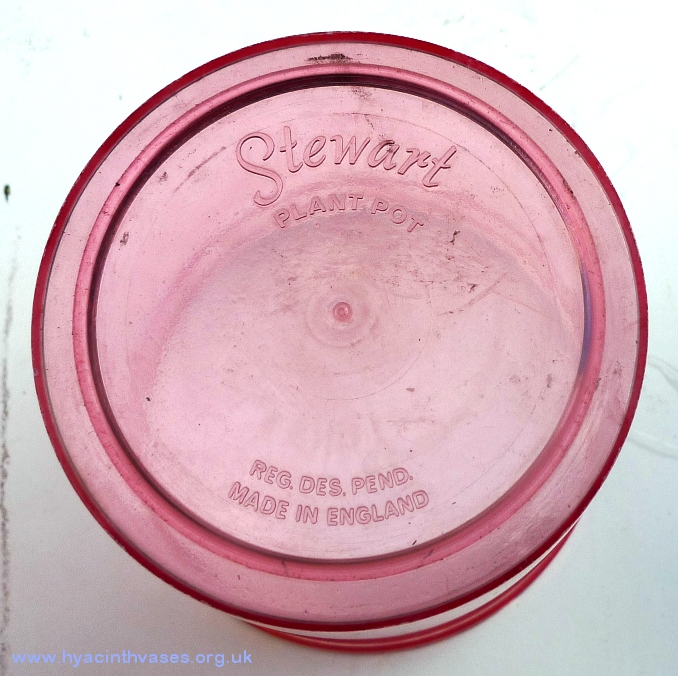 Stewart
PLANT POT
REG. DES. PEND.
MADE IN ENGLAND
www.hyacinthvases.org.uk